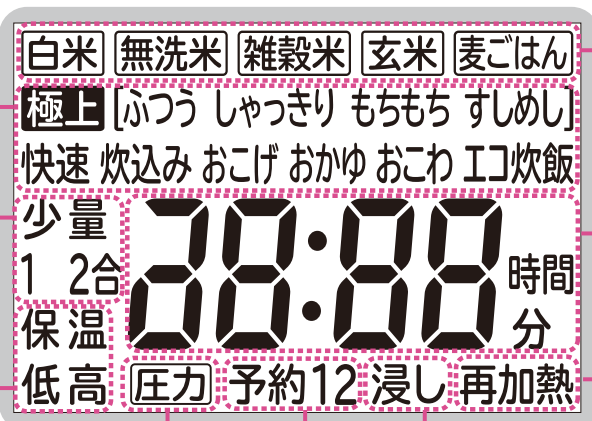 白米 無洗米 雑穀米 玄米 麦ごはん
極上 [ふつう しゃっきり もちもち すしめし]
快速 炊込み おこげ おかゆ おこわ エコ炊飯
少量
1 2合
38:88
時間
分
保温
低高
圧力 予約12 浸し 再加熱